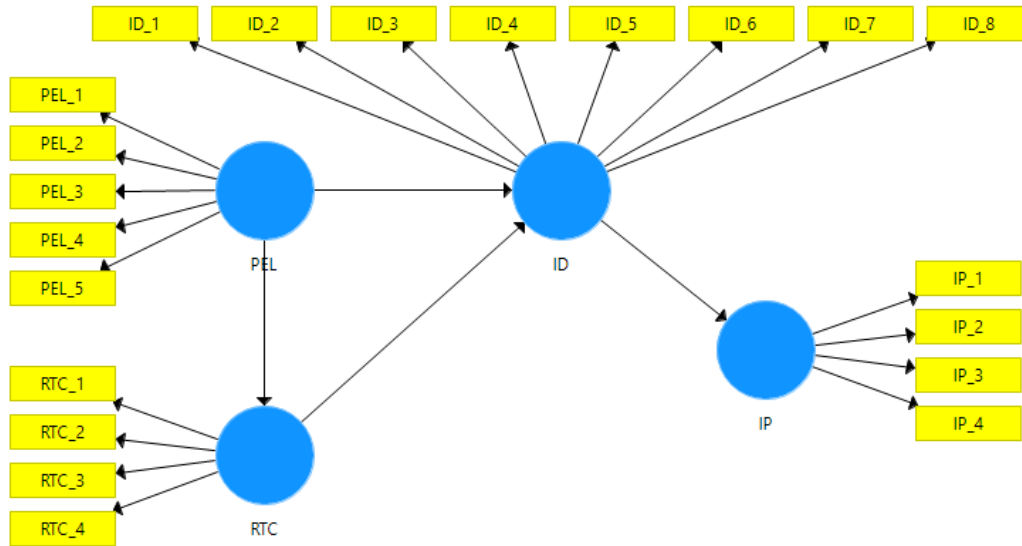 ID_1
ID_2
ID_3
ID_4
ID_5
ID_6
ID_7
ID_8
PEL_1
PEL_2
PEL_3
PEL_4
PEL_5
PEL
ID
IP_1
IP_2
IP_3
IP_4
IP
RTC_1
RTC_2
RTC_3
RTC_4
RTC